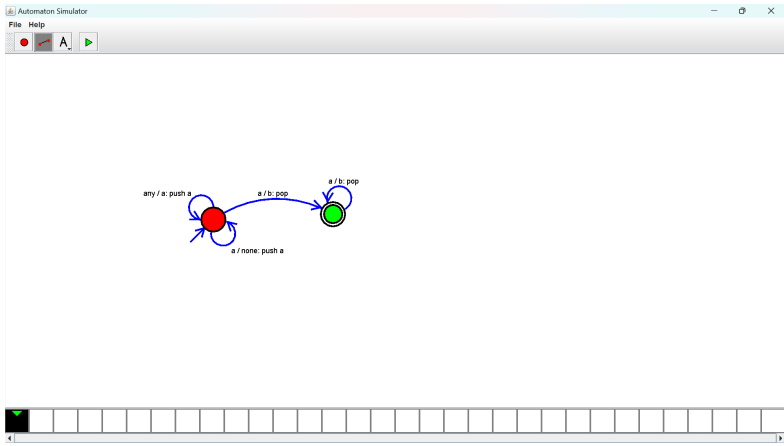 Automaton Simulator
File Help
A
a / b: pop
any / a: push a
a / b: pop
a / none: push a